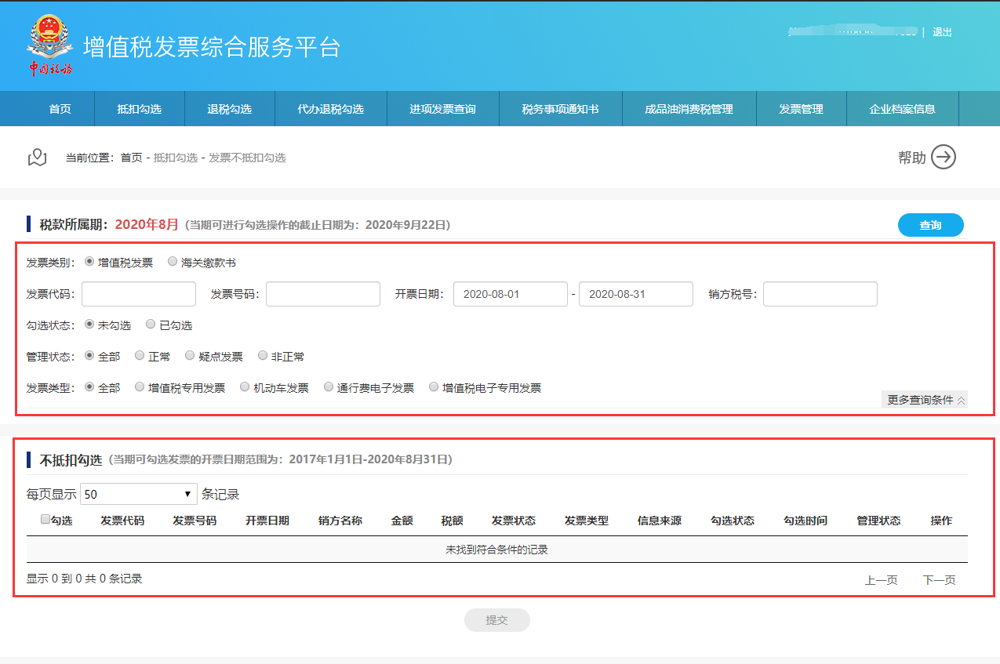 增值税发票综合服务平台
中国税务
| 退出
首页 抵扣勾选 退税勾选 代办退税勾选 进项发票查询 税务事项通知书 成品油消费税管理 发票管理 企业档案信息
当前位置：首页 - 抵扣勾选 - 发票不抵扣勾选 帮助
税款所属期：2020年8月 (当期可进行勾选操作的截止日期为：2020年9月22日) 查询
发票类别： 增值税发票 海关缴款书
发票代码： 发票号码： 开票日期： 2020-08-01 - 2020-08-31 销方税号：
勾选状态： 未勾选 已勾选
管理状态： 全部 正常 疑点发票 非正常
发票类型： 全部 增值税专用发票 机动车发票 通行费电子发票 增值税电子专用发票
更多查询条件
不抵扣勾选 (当期可勾选发票的开票日期范围为：2017年1月1日-2020年8月31日)
每页显示 50 条记录
勾选 发票代码 发票号码 开票日期 销方名称 金额 税额 发票状态 发票类型 信息来源 勾选状态 勾选时间 管理状态 操作
未找到符合条件的记录
显示 0 到 0 共 0 条记录 上一页 下一页
提交